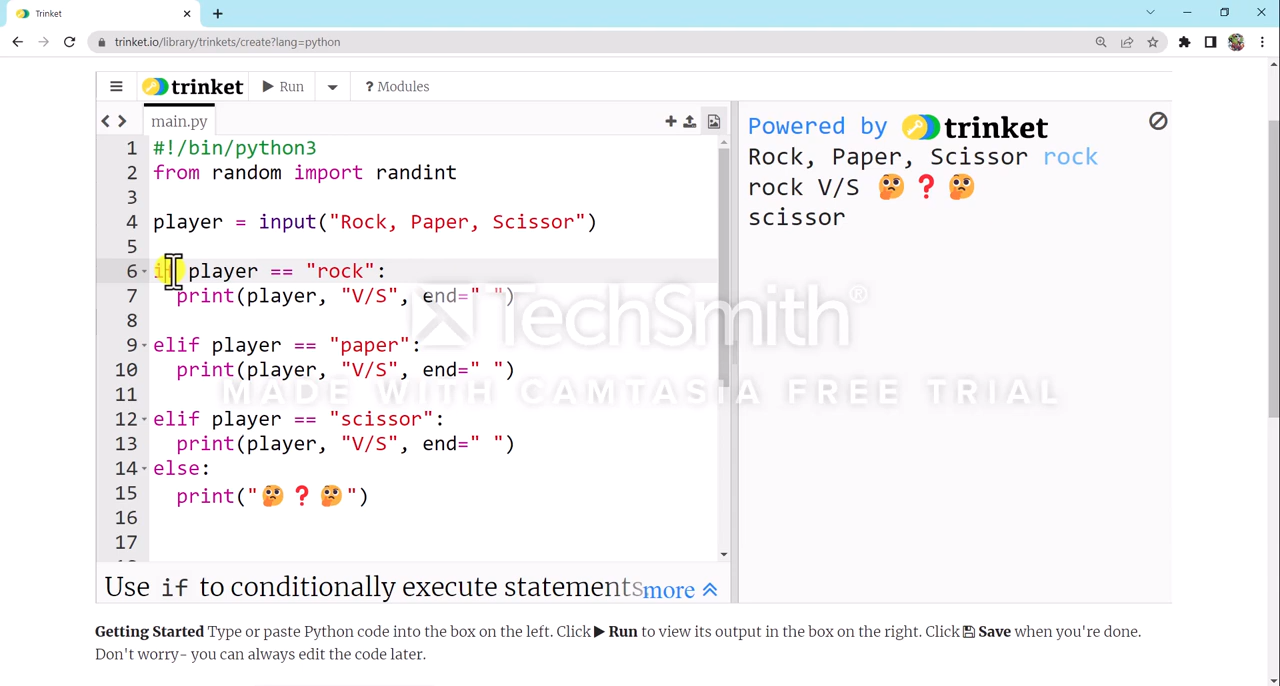 Trinket
trinket.io/library/trinkets/create?lang=python
trinket Run ? Modules
main.py
1 #!/bin/python3
2 from random import randint
3
4 player = input("Rock, Paper, Scissor")
5
6 if player == "rock":
7 print(player, "V/S", end=" ")
8
9 elif player == "paper":
10 print(player, "V/S", end=" ")
11
12 elif player == "scissor":
13 print(player, "V/S", end=" ")
14 else:
15 print("🤔❓🤔")
16
17
Use if to conditionally execute statements more
Powered by trinket
Rock, Paper, Scissor rock
rock V/S 🤔❓🤔
scissor
TechSmith®
MADE WITH CAMTASIA FREE TRIAL
Getting Started Type or paste Python code into the box on the left. Click Run to view its output in the box on the right. Click Save when you're done.
Don't worry- you can always edit the code later.